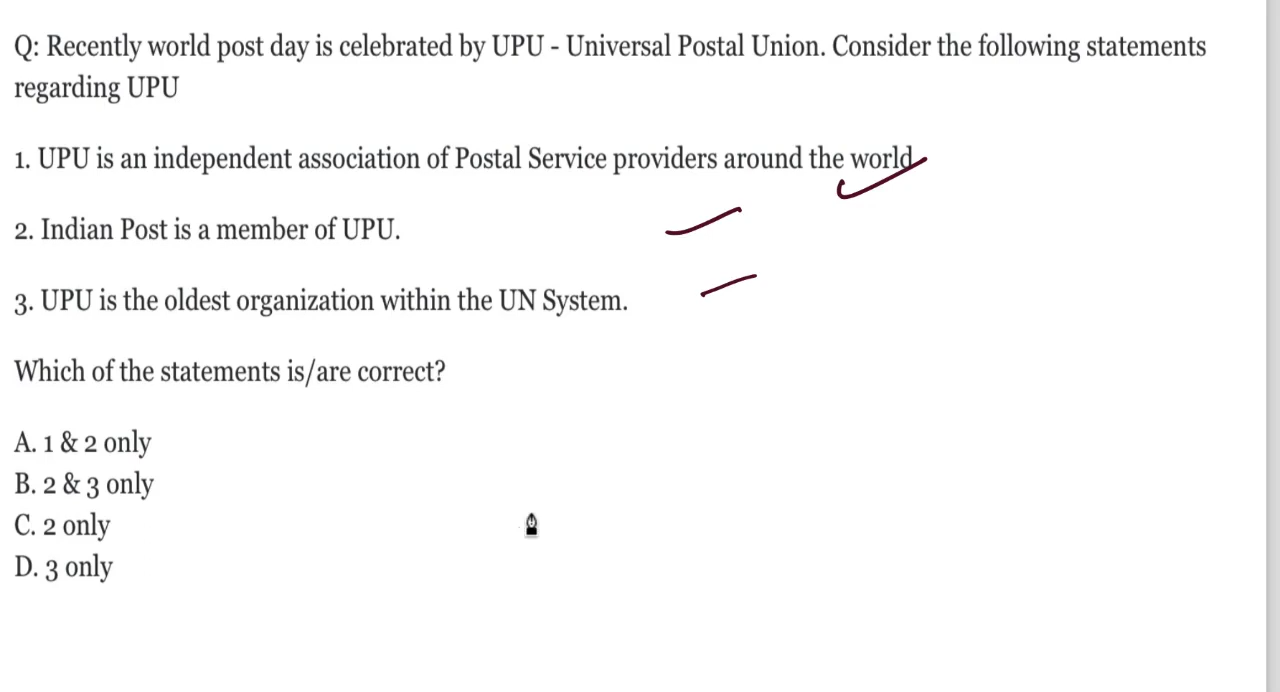 Q: Recently world post day is celebrated by UPU - Universal Postal Union. Consider the following statements
regarding UPU
1. UPU is an independent association of Postal Service providers around the world
2. Indian Post is a member of UPU.
3. UPU is the oldest organization within the UN System.
Which of the statements is/are correct?
A. 1 & 2 only
B. 2 & 3 only
C. 2 only
D. 3 only